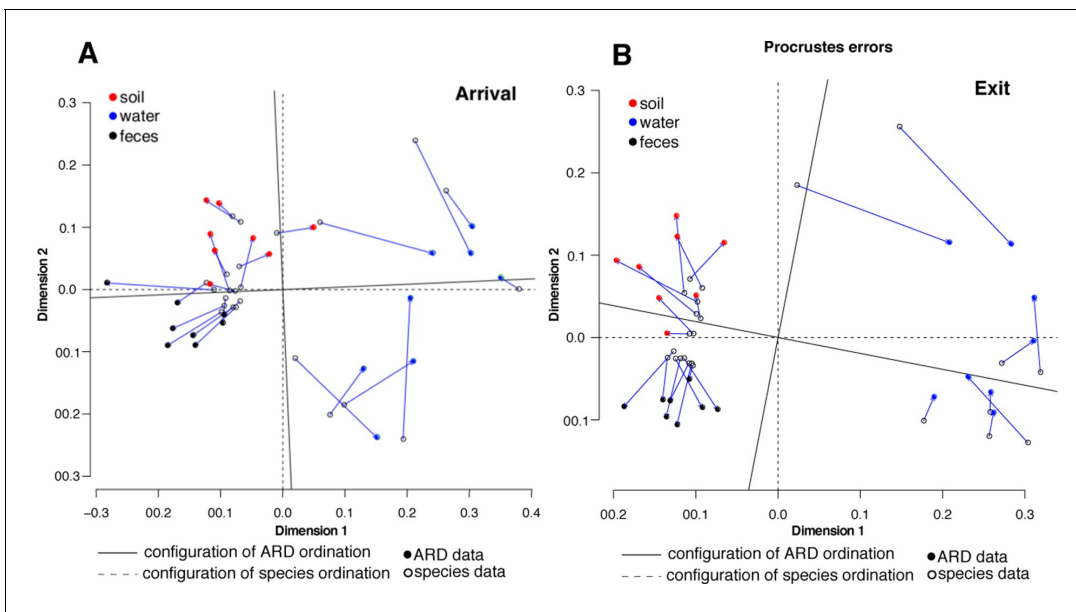 A
Arrival
soil
water
feces
0.3
0.2
0.1
0.0
00.1
00.2
00.3
Dimension 2
−0.3
00.2
00.1
0.0
0.1
0.2
0.3
0.4
Dimension 1
configuration of ARD ordination
configuration of species ordination
ARD data
species data
B
Procrustes errors
Exit
soil
water
feces
0.3
0.2
0.1
0.0
00.1
Dimension 2
00.2
00.1
0.0
0.1
0.2
0.3
Dimension 1
configuration of ARD ordination
configuration of species ordination
ARD data
species data